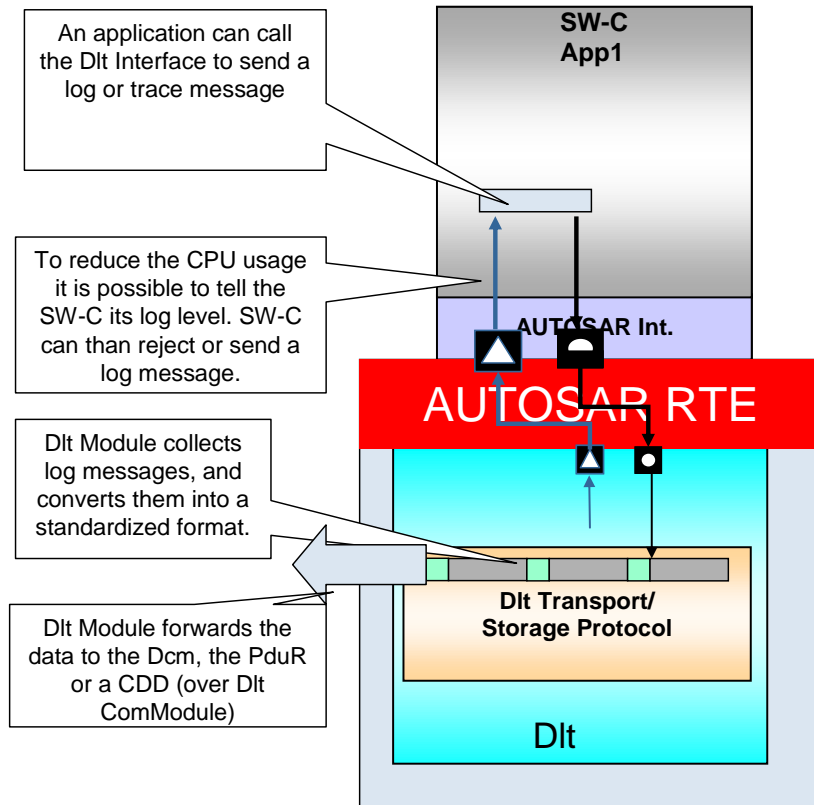 An application can call
the Dlt Interface to send a
log or trace message
SW-C
App1
To reduce the CPU usage
it is possible to tell the
SW-C its log level. SW-C
can than reject or send a
log message.
AUTOSAR Int.
AUTOSAR RTE
Dlt Module collects
log messages, and
converts them into a
standardized format.
Dlt Transport/
Storage Protocol
Dlt Module forwards the
data to the Dcm, the PduR
or a CDD (over Dlt
ComModule)
Dlt